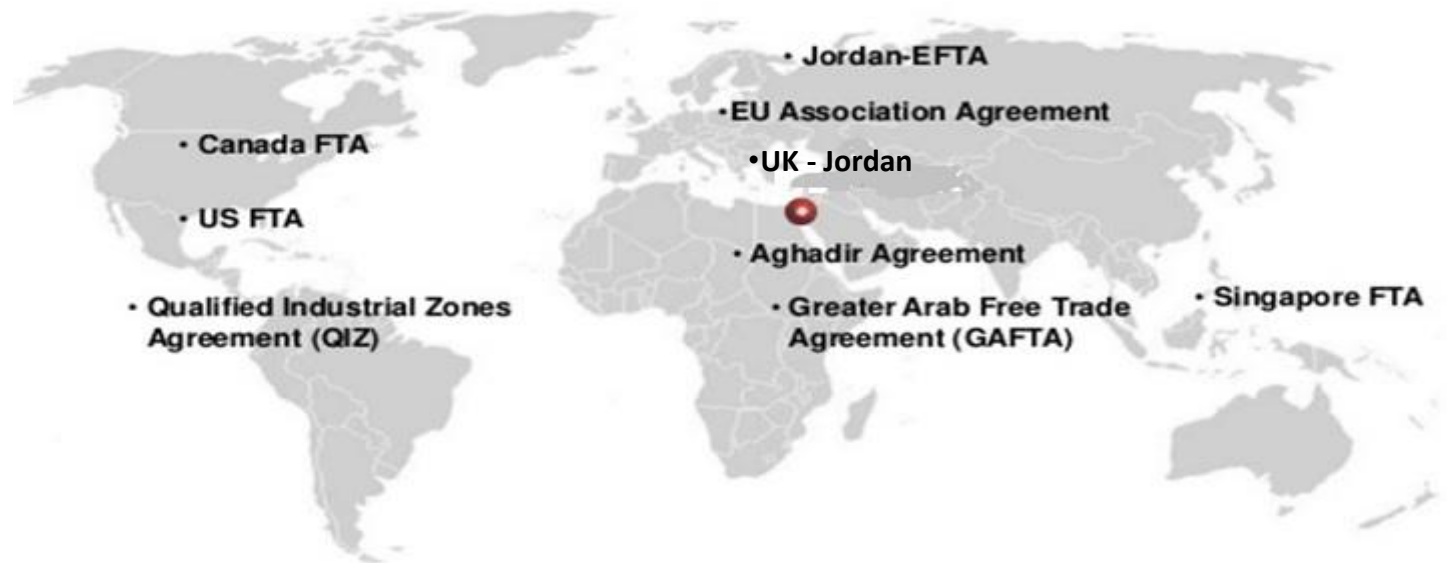 • Jordan-EFTA
•EU Association Agreement
• Canada FTA
•UK - Jordan
• US FTA
• Aghadir Agreement
• Qualified Industrial Zones
Agreement (QIZ)
• Greater Arab Free Trade
Agreement (GAFTA)
• Singapore FTA